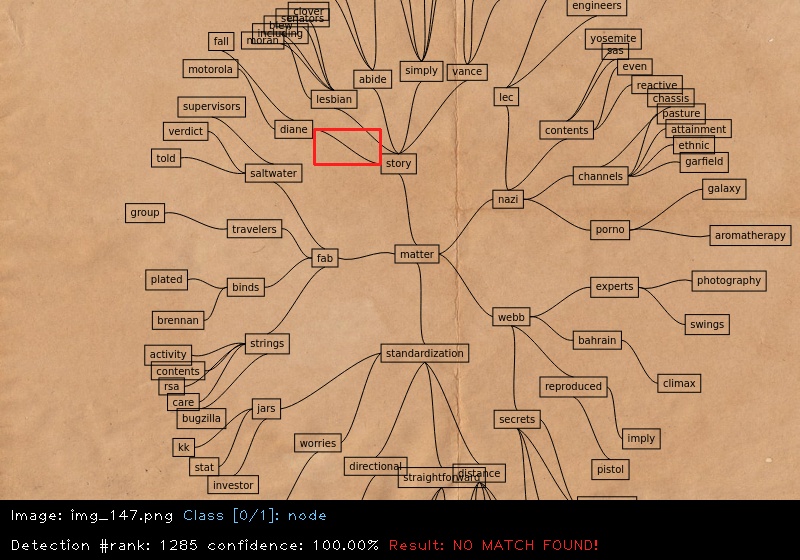 engineers
clover
senators
blew
including
moran
fall
yosemite
sas
even
motorola
abide
simply
vance
lesbian
lec
reactive
chassis
supervisors
pasture
verdict
diane
contents
attainment
ethnic
told
story
garfield
saltwater
channels
nazi
galaxy
group
travelers
porno
aromatherapy
fab
matter
plated
binds
experts
photography
brennan
webb
swings
strings
bahrain
activity
standardization
contents
rsa
reproduced
climax
care
jars
bugzilla
secrets
kk
worries
imply
stat
directional
straightforward
distance
pistol
investor
Image: img_147.png Class [0/1]: node
Detection #rank: 1285 confidence: 100.00% Result: NO MATCH FOUND!